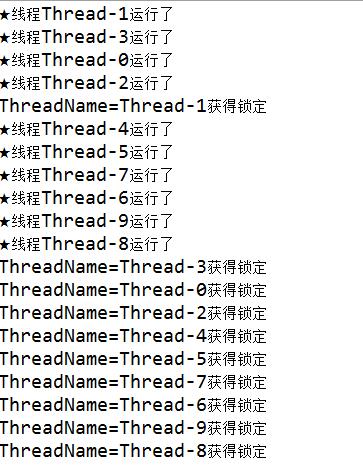 ★线程Thread-1运行了
★线程Thread-3运行了
★线程Thread-0运行了
★线程Thread-2运行了
ThreadName=Thread-1获得锁定
★线程Thread-4运行了
★线程Thread-5运行了
★线程Thread-7运行了
★线程Thread-6运行了
★线程Thread-9运行了
★线程Thread-8运行了
ThreadName=Thread-3获得锁定
ThreadName=Thread-0获得锁定
ThreadName=Thread-2获得锁定
ThreadName=Thread-4获得锁定
ThreadName=Thread-5获得锁定
ThreadName=Thread-7获得锁定
ThreadName=Thread-6获得锁定
ThreadName=Thread-9获得锁定
ThreadName=Thread-8获得锁定